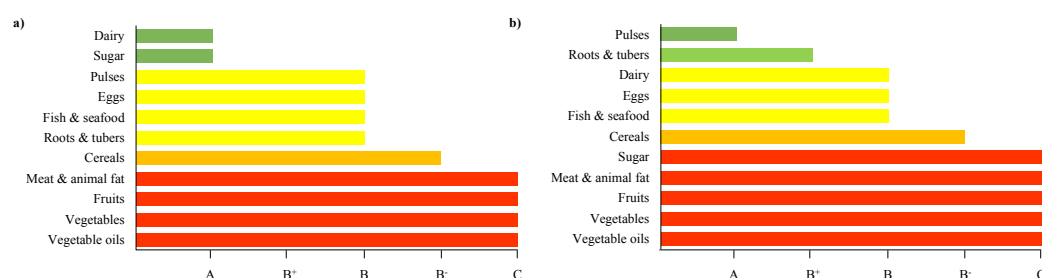 a)
Dairy
Sugar
Pulses
Eggs
Fish & seafood
Roots & tubers
Cereals
Meat & animal fat
Fruits
Vegetables
Vegetable oils
A B⁺ B B⁻ C
b)
Pulses
Roots & tubers
Dairy
Eggs
Fish & seafood
Cereals
Sugar
Meat & animal fat
Fruits
Vegetables
Vegetable oils
A B⁺ B B⁻ C